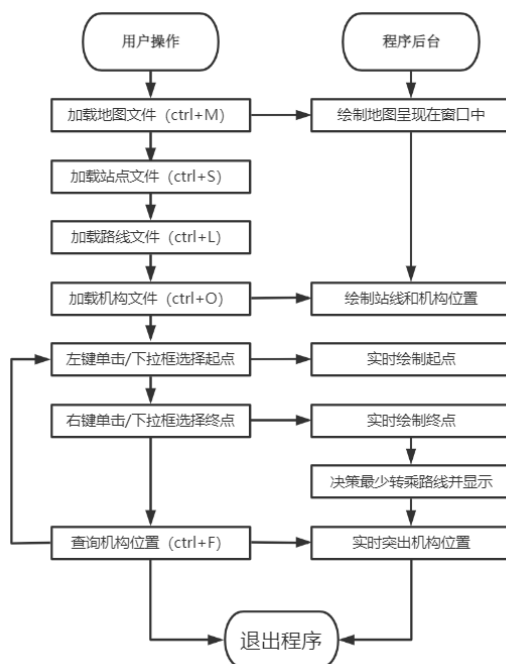 用户操作
程序后台
加载地图文件（ctrl+M）
绘制地图呈现在窗口中
加载站点文件（ctrl+S）
加载路线文件（ctrl+L）
加载机构文件（ctrl+O）
绘制站线和机构位置
左键单击/下拉框选择起点
实时绘制起点
右键单击/下拉框选择终点
实时绘制终点
决策最少转乘路线并显示
查询机构位置（ctrl+F）
实时突出机构位置
退出程序